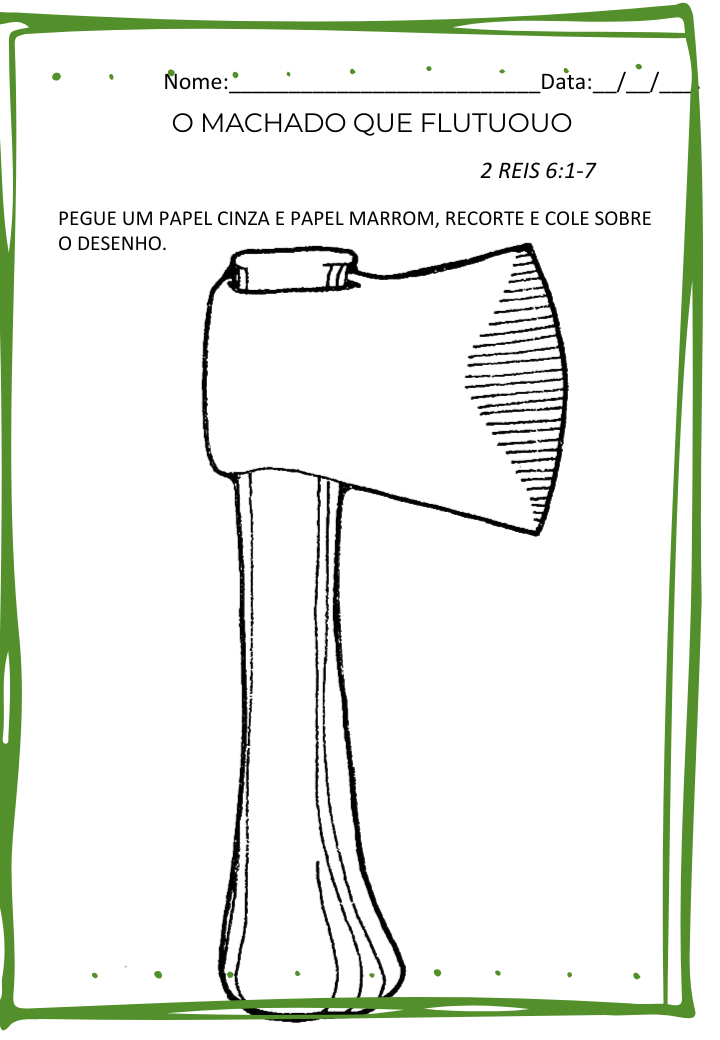 Nome:__________________________Data:__/__/___.
O MACHADO QUE FLUTUOUO
2 REIS 6:1-7
PEGUE UM PAPEL CINZA E PAPEL MARROM, RECORTE E COLE SOBRE
O DESENHO.